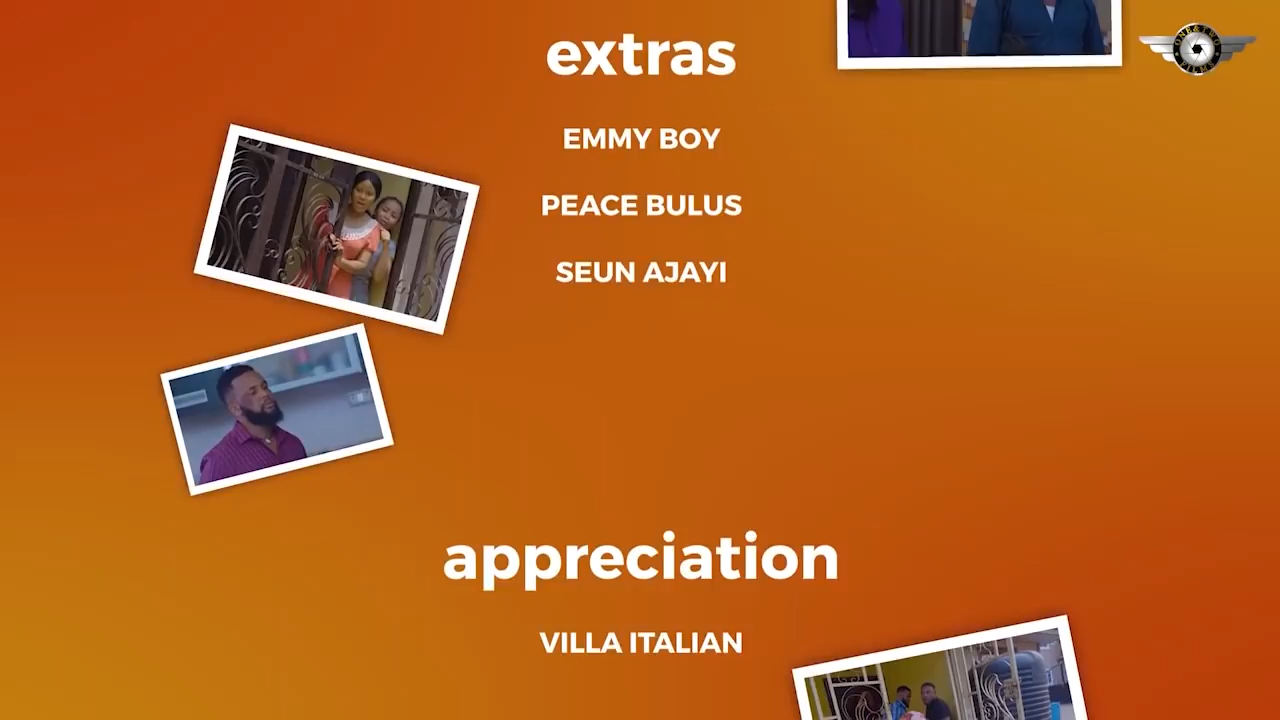 extras
EMMY BOY
PEACE BULUS
SEUN AJAYI
appreciation
VILLA ITALIAN